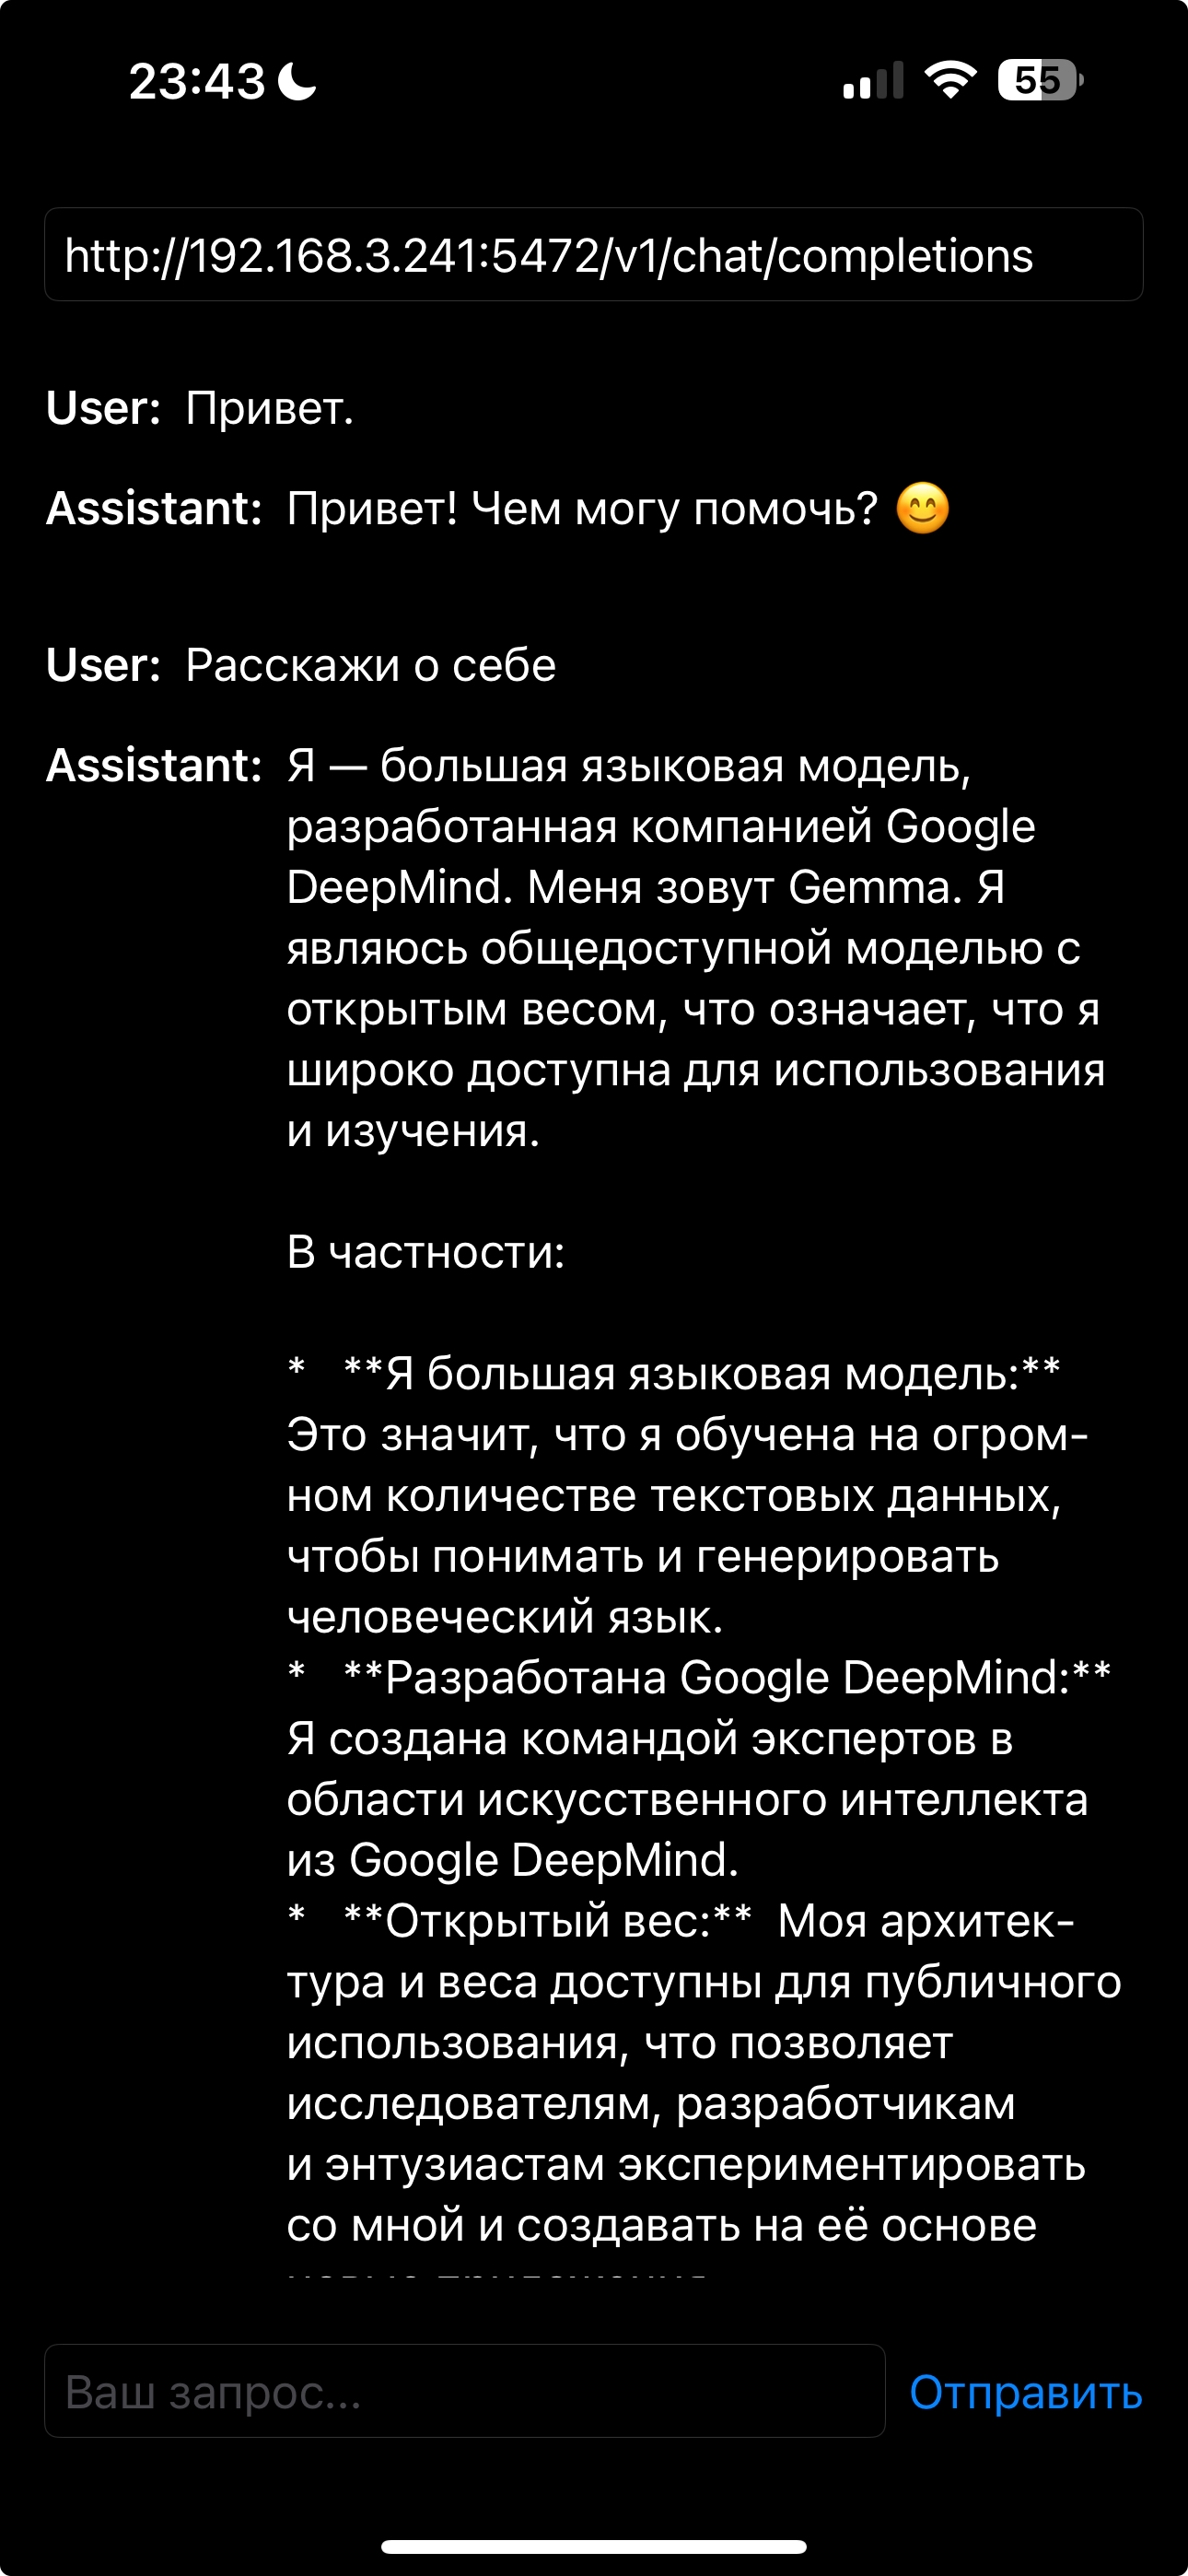 23:43
55
http://192.168.3.241:5472/v1/chat/completions
User: Привет.
Assistant: Привет! Чем могу помочь? 😊
User: Расскажи о себе
Assistant: Я — большая языковая модель,
разработанная компанией Google
DeepMind. Меня зовут Gemma. Я
являюсь общедоступной моделью с
открытым весом, что означает, что я
широко доступна для использования
и изучения.
В частности:
*   **Я большая языковая модель:**
Это значит, что я обучена на огром-
ном количестве текстовых данных,
чтобы понимать и генерировать
человеческий язык.
*   **Разработана Google DeepMind:**
Я создана командой экспертов в
области искусственного интеллекта
из Google DeepMind.
*   **Открытый вес:**  Моя архитек-
тура и веса доступны для публичного
использования, что позволяет
исследователям, разработчикам
и энтузиастам экспериментировать
со мной и создавать на её основе
Ваш запрос...
Отправить